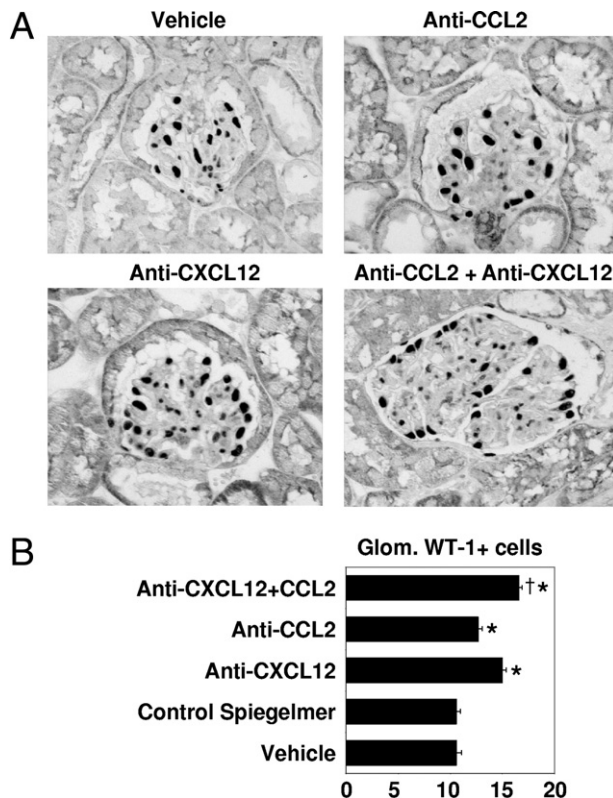 A
Vehicle
Anti-CCL2
Anti-CXCL12
Anti-CCL2 + Anti-CXCL12
B
Glom. WT-1+ cells
Anti-CXCL12+CCL2
†*
Anti-CCL2
*
Anti-CXCL12
*
Control Spiegelmer
Vehicle
0 5 10 15 20